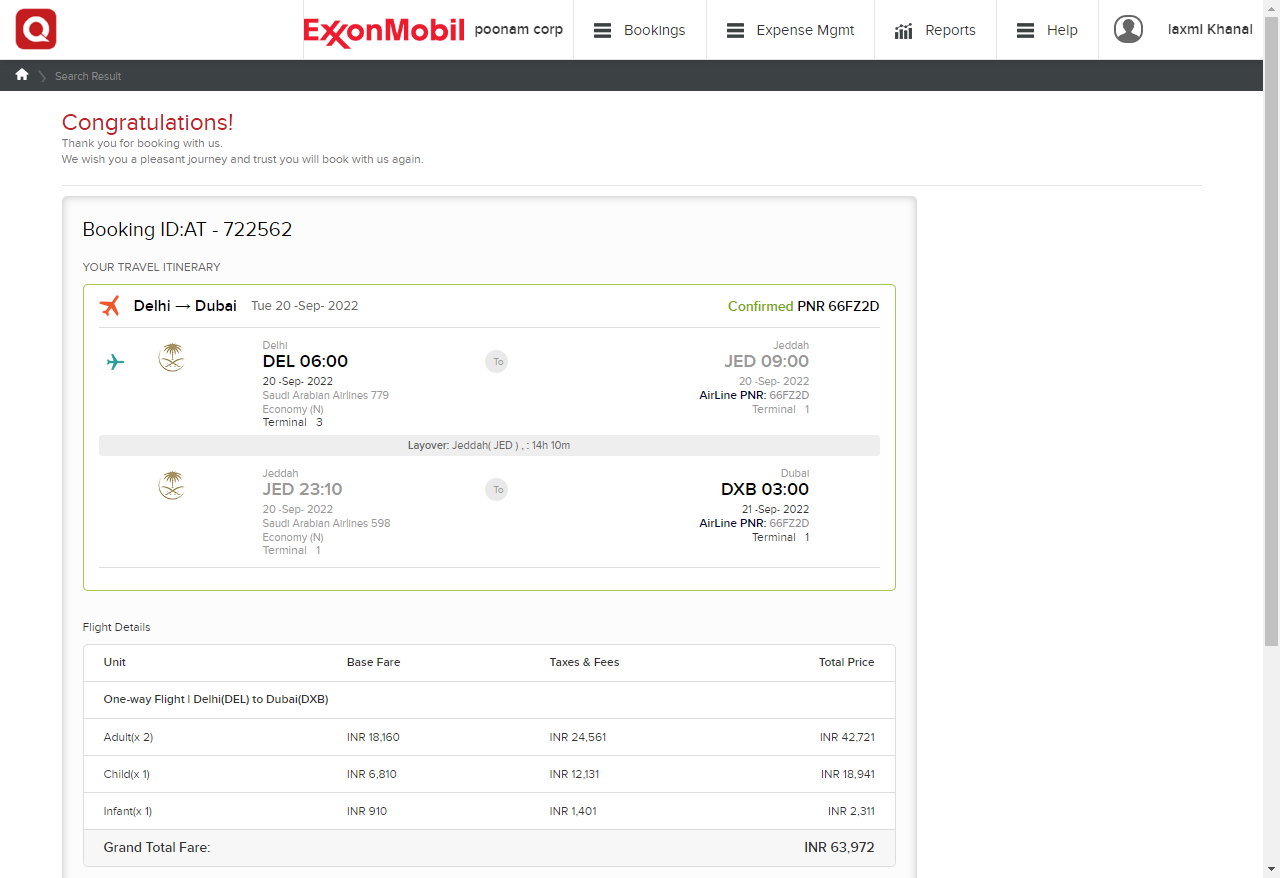 Q
ExxonMobil poonam corp Bookings Expense Mgmt Reports Help laxmi Khanal
Search Result
Congratulations!
Thank you for booking with us.
We wish you a pleasant journey and trust you will book with us again.
Booking ID:AT - 722562
YOUR TRAVEL ITINERARY
Delhi → Dubai Tue 20 -Sep- 2022 Confirmed PNR 66FZ2D
Delhi Jeddah
DEL 06:00 To JED 09:00
20 -Sep- 2022 20 -Sep- 2022
Saudi Arabian Airlines 779 AirLine PNR: 66FZ2D
Economy (N) Terminal 1
Terminal 3
Layover: Jeddah( JED ) , : 14h 10m
Jeddah Dubai
JED 23:10 To DXB 03:00
20 -Sep- 2022 21 -Sep- 2022
Saudi Arabian Airlines 598 AirLine PNR: 66FZ2D
Economy (N) Terminal 1
Terminal 1
Flight Details
Unit Base Fare Taxes & Fees Total Price
One-way Flight | Delhi(DEL) to Dubai(DXB)
Adult(x 2) INR 18,160 INR 24,561 INR 42,721
Child(x 1) INR 6,810 INR 12,131 INR 18,941
Infant(x 1) INR 910 INR 1,401 INR 2,311
Grand Total Fare: INR 63,972